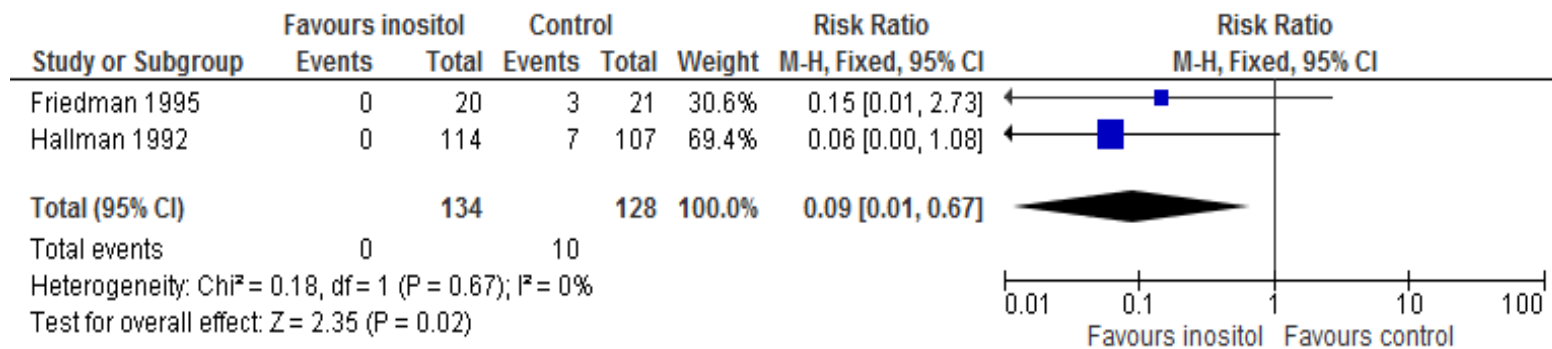 Favours inositol Control Risk Ratio Risk Ratio
Study or Subgroup Events Total Events Total Weight M-H, Fixed, 95% CI M-H, Fixed, 95% CI
Friedman 1995 0 20 3 21 30.6% 0.15 [0.01, 2.73]
Hallman 1992 0 114 7 107 69.4% 0.06 [0.00, 1.08]
Total (95% CI) 134 128 100.0% 0.09 [0.01, 0.67]
Total events 0 10
Heterogeneity: Chi² = 0.18, df = 1 (P = 0.67); I² = 0%
Test for overall effect: Z = 2.35 (P = 0.02)
0.01 0.1 1 10 100
Favours inositol Favours control